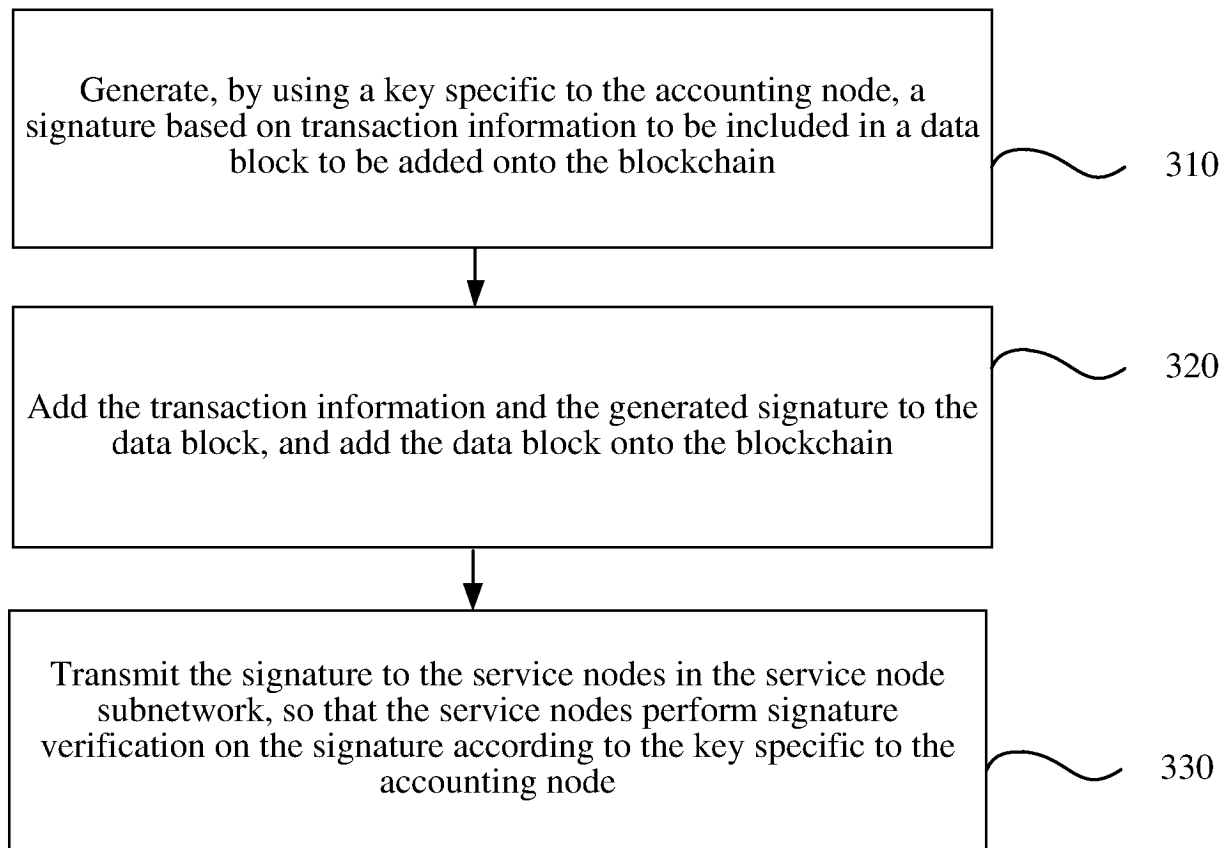 Generate, by using a key specific to the accounting node, a
signature based on transaction information to be included in a data
block to be added onto the blockchain
310
Add the transaction information and the generated signature to the
data block, and add the data block onto the blockchain
320
Transmit the signature to the service nodes in the service node
subnetwork, so that the service nodes perform signature
verification on the signature according to the key specific to the
accounting node
330